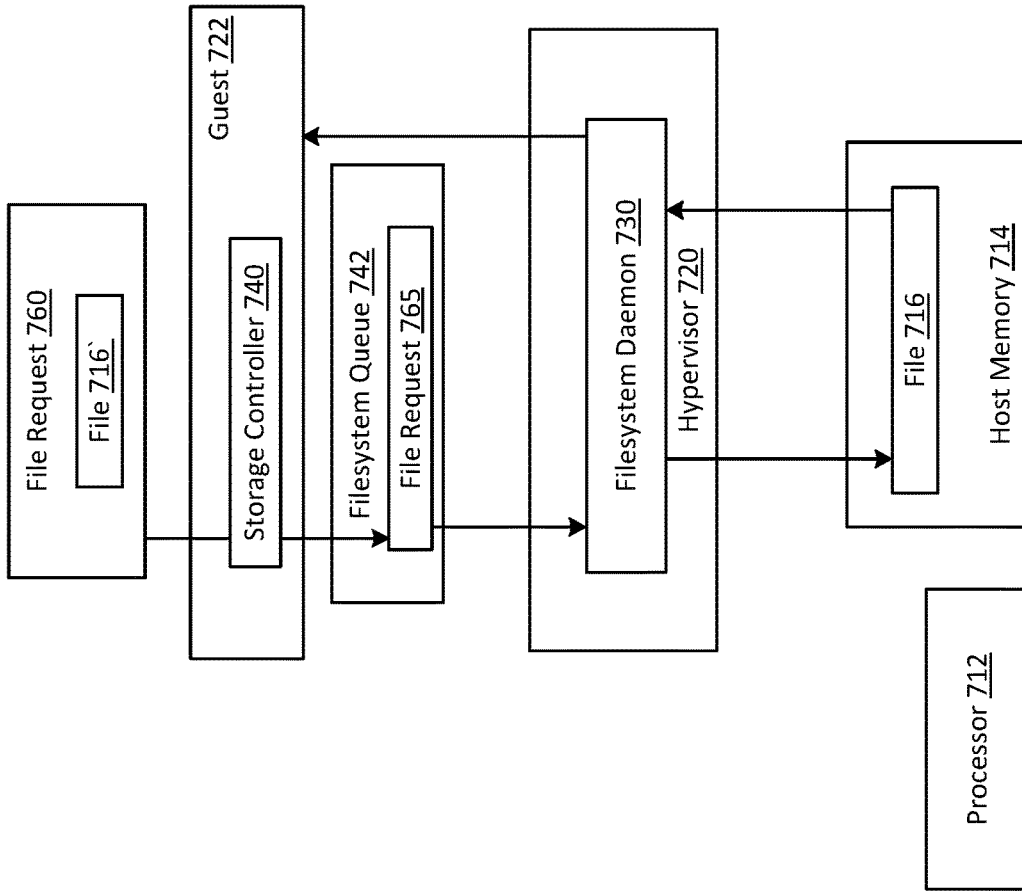 File Request 760
File 716`
Guest 722
Storage Controller 740
Filesystem Queue 742
File Request 765
Filesystem Daemon 730
Hypervisor 720
File 716
Host Memory 714
Processor 712